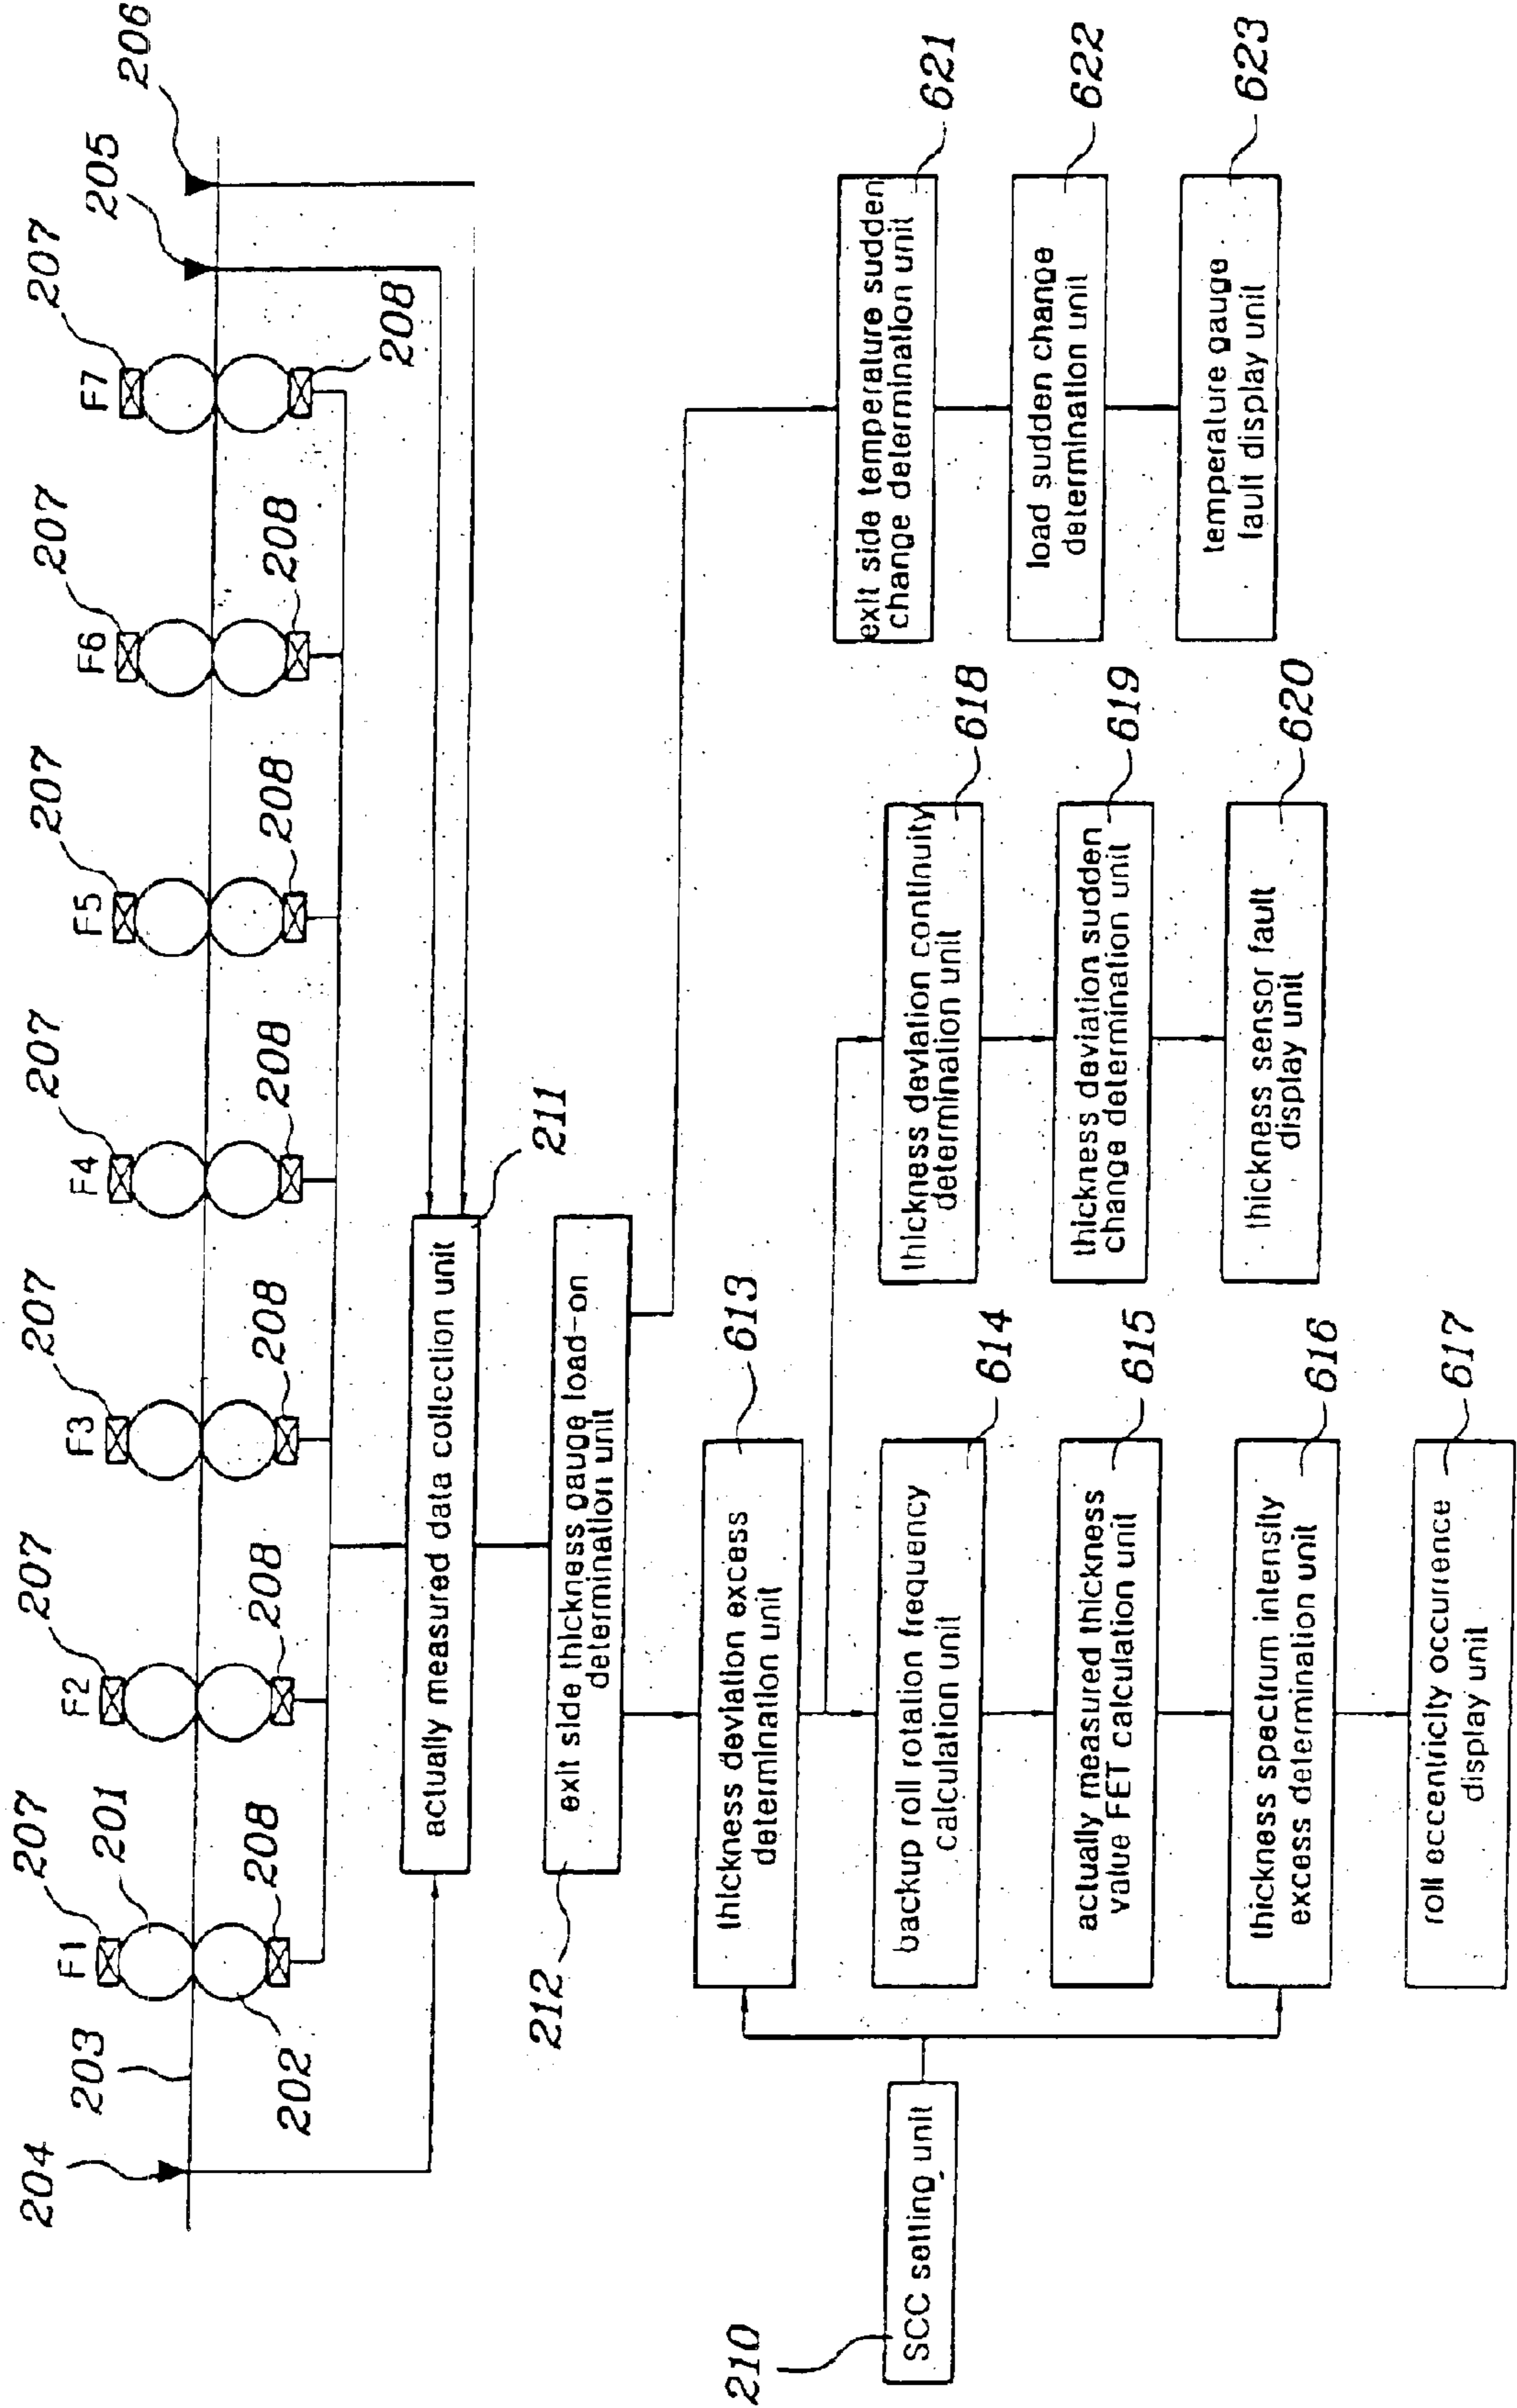 204
203
207
207
207
207
207
207
207
205
206
F1
F2
F3
F4
F5
F6
F7
201
202
208
208
208
208
208
208
208
211
actually measured data collection unit
212
exit side thickness gauge load-on
determination unit
210
SCC setting unit
613
thickness deviation excess
determination unit
614
backup roll rotation frequency
calculation unit
615
actually measured thickness
value FET calculation unit
616
thickness spectrum intensity
excess determination unit
617
roll eccentricity occurrence
display unit
618
thickness deviation continuity
determination unit
619
thickness deviation sudden
change determination unit
620
thickness sensor fault
display unit
621
exit side temperature sudden
change determination unit
622
load sudden change
determination unit
623
temperature gauge
fault display unit